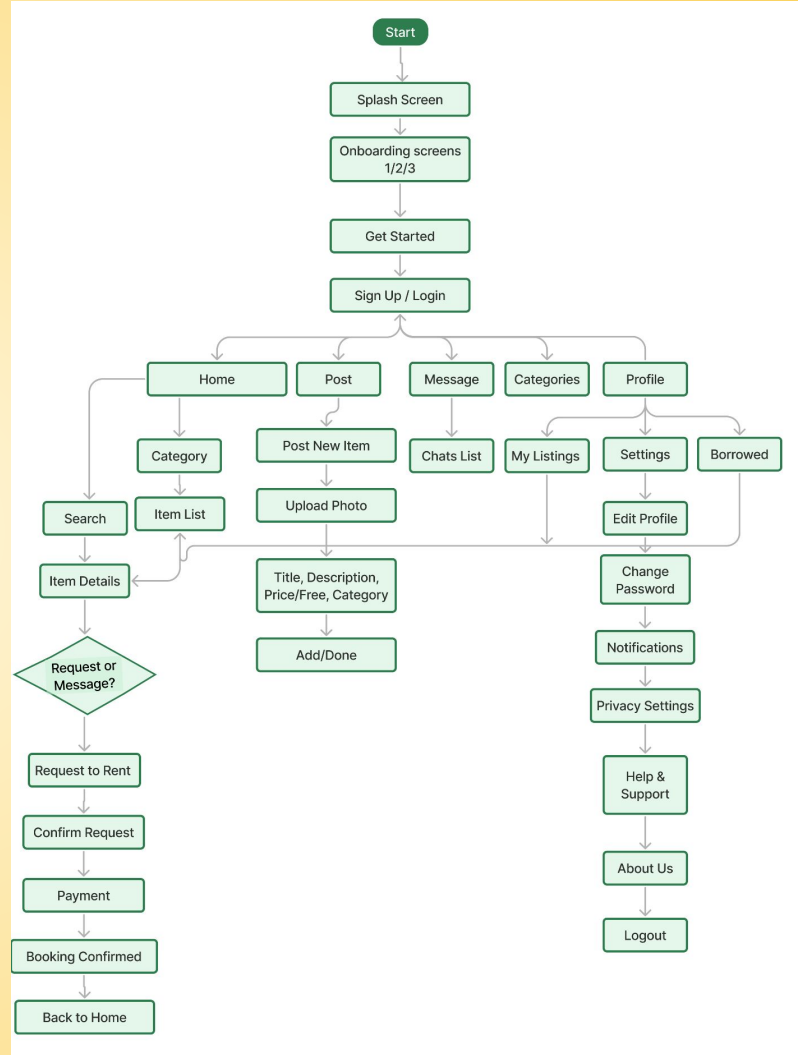 Start
Splash Screen
Onboarding screens
1/2/3
Get Started
Sign Up / Login
Home
Post
Message
Categories
Profile
Category
Post New Item
Chats List
My Listings
Settings
Borrowed
Search
Item List
Upload Photo
Edit Profile
Item Details
Title, Description,
Price/Free, Category
Change
Password
Request or
Message?
Add/Done
Notifications
Privacy Settings
Request to Rent
Help &
Support
Confirm Request
Payment
About Us
Booking Confirmed
Logout
Back to Home